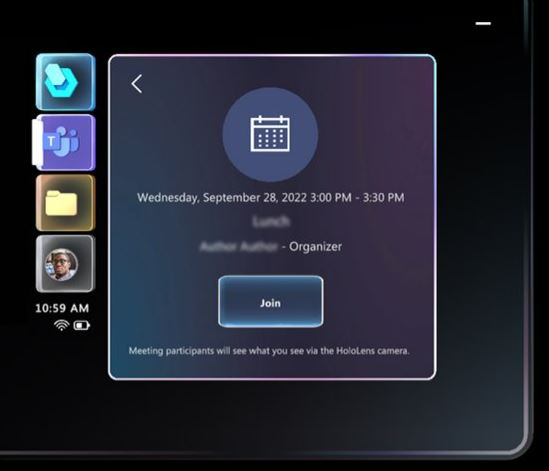 T
Wednesday, September 28, 2022 3:00 PM - 3:30 PM
Lunch
Author Author - Organizer
Join
Meeting participants will see what you see via the HoloLens camera.
10:59 AM